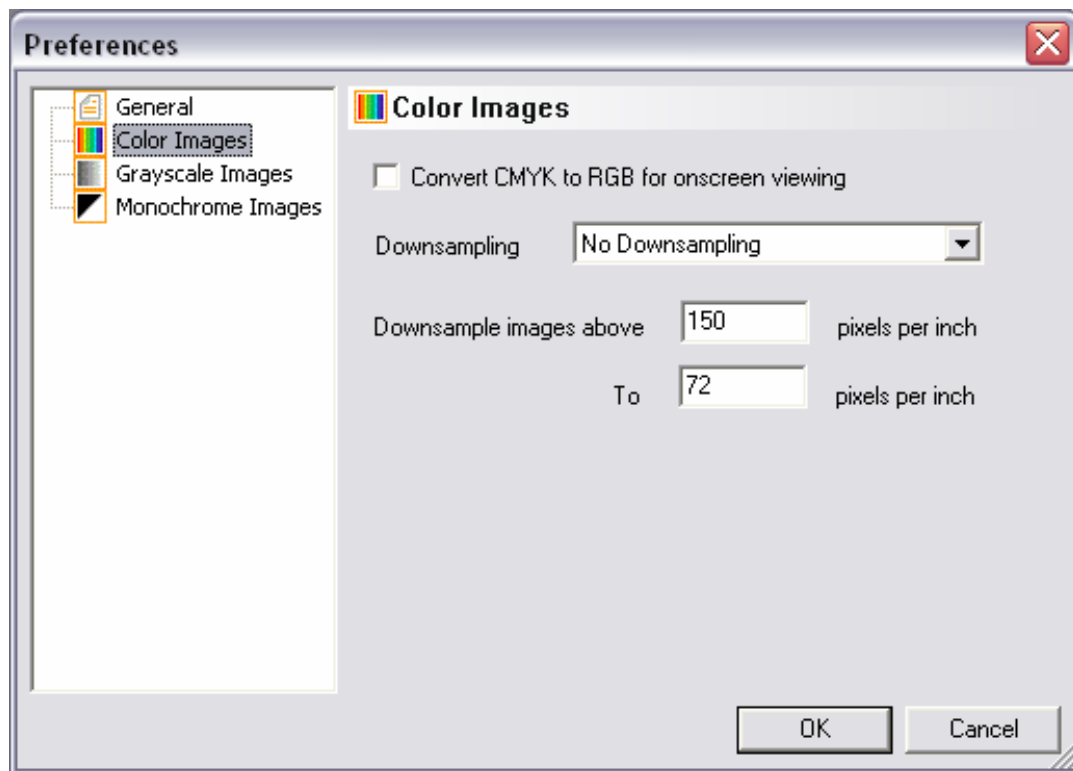 Preferences
General
Color Images
Grayscale Images
Monochrome Images
Color Images
Convert CMYK to RGB for onscreen viewing
Downsampling No Downsampling
Downsample images above 150 pixels per inch
To 72 pixels per inch
OK Cancel